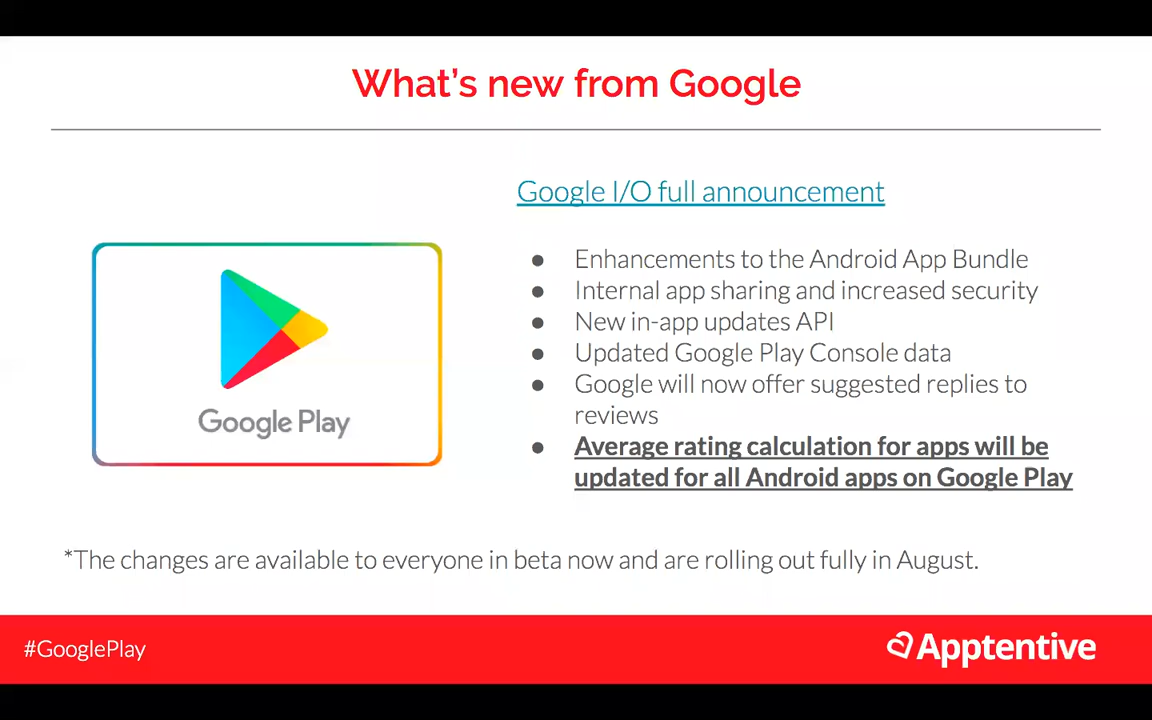 What's new from Google
Google I/O full announcement
● Enhancements to the Android App Bundle
● Internal app sharing and increased security
● New in-app updates API
● Updated Google Play Console data
● Google will now offer suggested replies to
reviews
● Average rating calculation for apps will be
updated for all Android apps on Google Play
Google Play
*The changes are available to everyone in beta now and are rolling out fully in August.
#GooglePlay
Apptentive